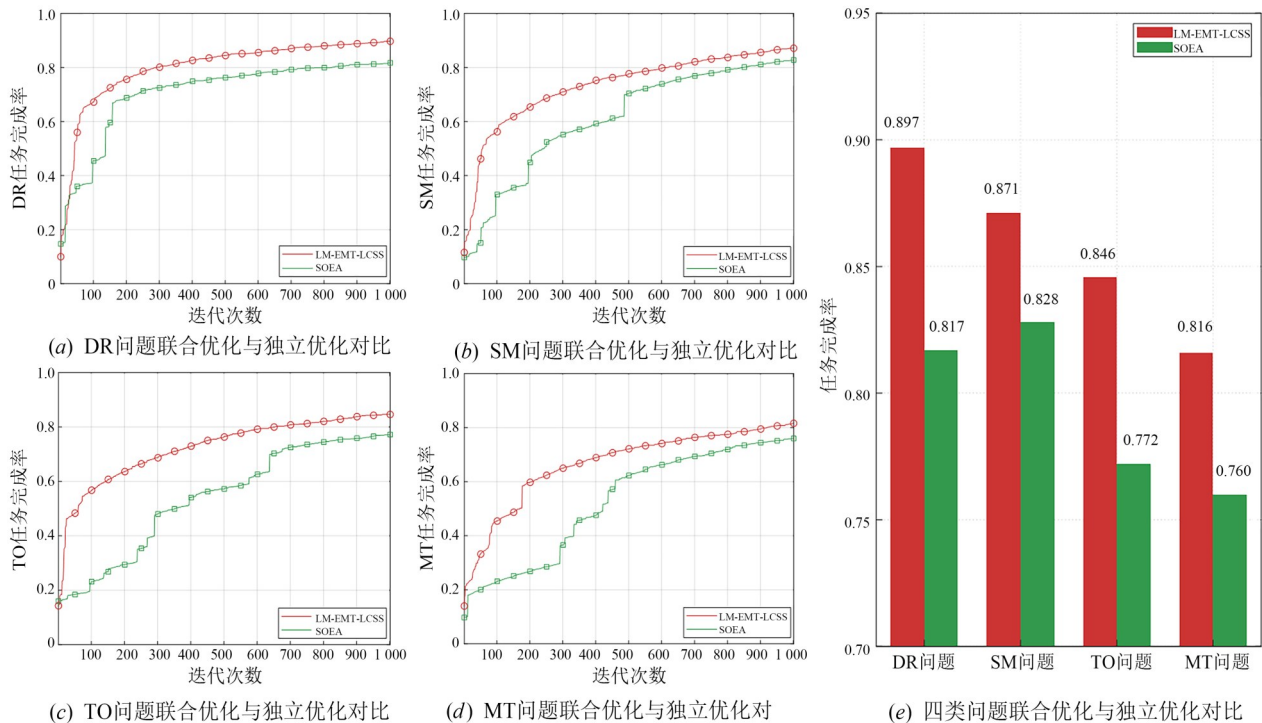 1.0
0.8
0.6
0.4
0.2
0
DR任务完成率
100 200 300 400 500 600 700 800 900 1 000
迭代次数
LM-EMT-LCSS
SOEA
(a) DR问题联合优化与独立优化对比
1.0
0.8
0.6
0.4
0.2
0
SM任务完成率
100 200 300 400 500 600 700 800 900 1 000
迭代次数
LM-EMT-LCSS
SOEA
(b) SM问题联合优化与独立优化对比
1.0
0.8
0.6
0.4
0.2
0
TO任务完成率
100 200 300 400 500 600 700 800 900 1 000
迭代次数
LM-EMT-LCSS
SOEA
(c) TO问题联合优化与独立优化对比
1.0
0.8
0.6
0.4
0.2
0
MT任务完成率
100 200 300 400 500 600 700 800 900 1 000
迭代次数
LM-EMT-LCSS
SOEA
(d) MT问题联合优化与独立优化对
0.95
0.90
0.85
0.80
0.75
0.70
任务完成率
LM-EMT-LCSS
SOEA
0.897
0.817
0.871
0.828
0.846
0.772
0.816
0.760
DR问题 SM问题 TO问题 MT问题
(e) 四类问题联合优化与独立优化对比